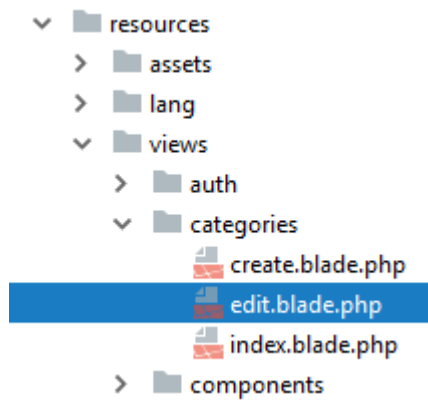 resources
assets
lang
views
auth
categories
create.blade.php
edit.blade.php
index.blade.php
components